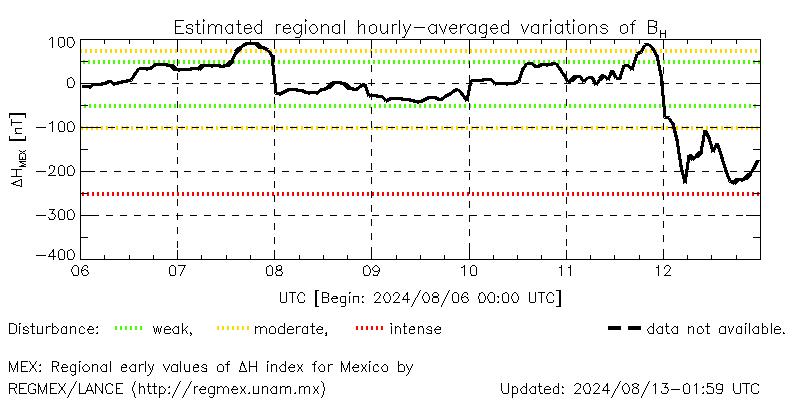 Estimated regional hourly-averaged variations of B_H
100
0
-100
-200
-300
-400
ΔH_MEX [nT]
06 07 08 09 10 11 12
UTC [Begin: 2024/08/06 00:00 UTC]
Disturbance: weak, moderate, intense data not available.
MEX: Regional early values of ΔH index for Mexico by
REGMEX/LANCE (http://regmex.unam.mx) Updated: 2024/08/13-01:59 UTC